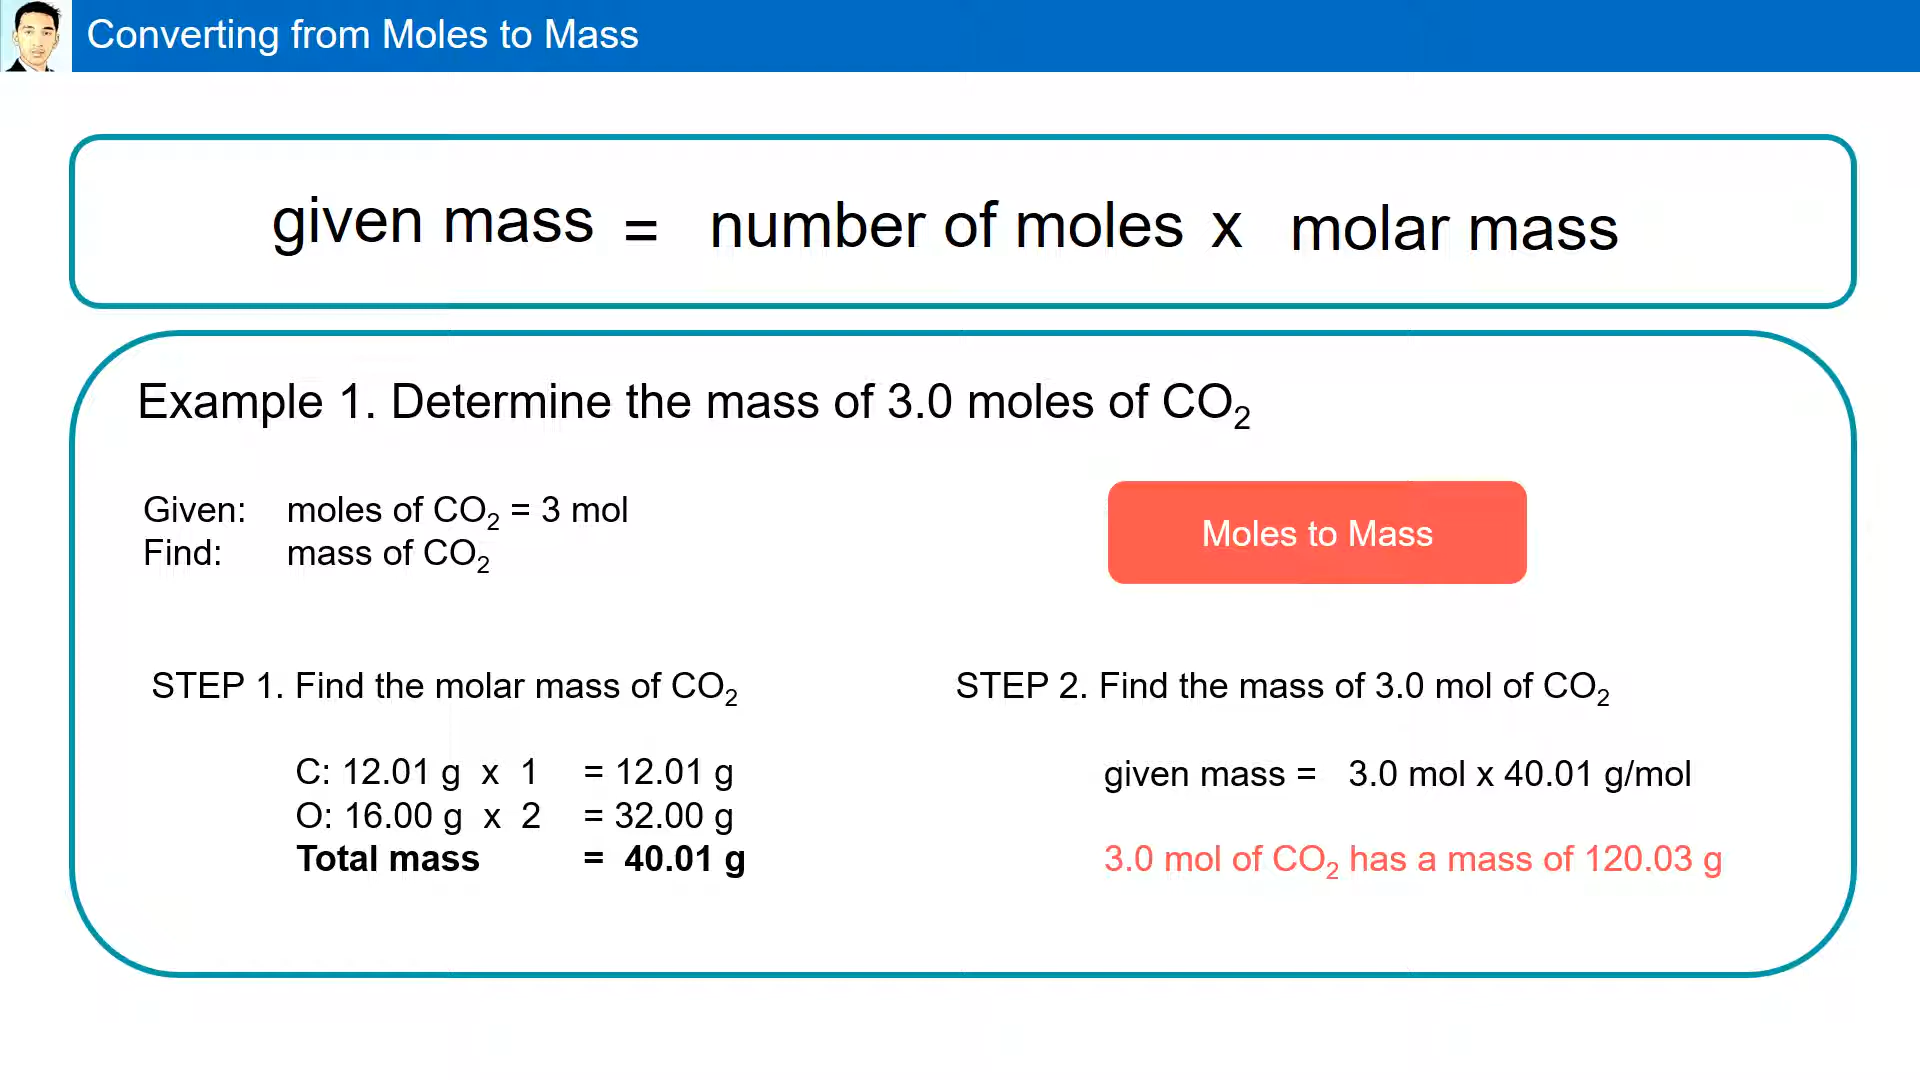 Converting from Moles to Mass
given mass = number of moles x molar mass
Example 1. Determine the mass of 3.0 moles of CO₂
Given: moles of CO₂ = 3 mol
Find: mass of CO₂
Moles to Mass
STEP 1. Find the molar mass of CO₂
C: 12.01 g x 1 = 12.01 g
O: 16.00 g x 2 = 32.00 g
Total mass = 40.01 g
STEP 2. Find the mass of 3.0 mol of CO₂
given mass = 3.0 mol x 40.01 g/mol
3.0 mol of CO₂ has a mass of 120.03 g